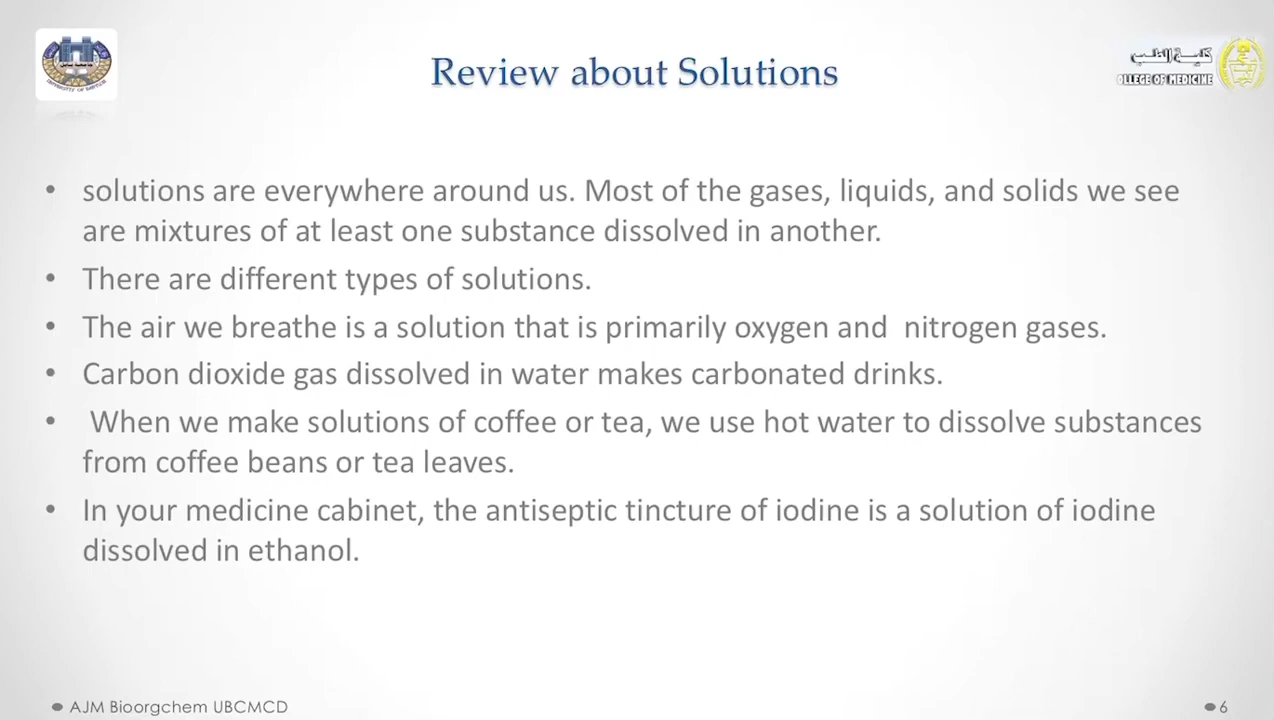 Review about Solutions
كلية الطب
OLLEGE OF MEDICINE
• solutions are everywhere around us. Most of the gases, liquids, and solids we see
are mixtures of at least one substance dissolved in another.
• There are different types of solutions.
• The air we breathe is a solution that is primarily oxygen and  nitrogen gases.
• Carbon dioxide gas dissolved in water makes carbonated drinks.
• When we make solutions of coffee or tea, we use hot water to dissolve substances
from coffee beans or tea leaves.
• In your medicine cabinet, the antiseptic tincture of iodine is a solution of iodine
dissolved in ethanol.
● AJM Bioorgchem UBCMCD
● 6